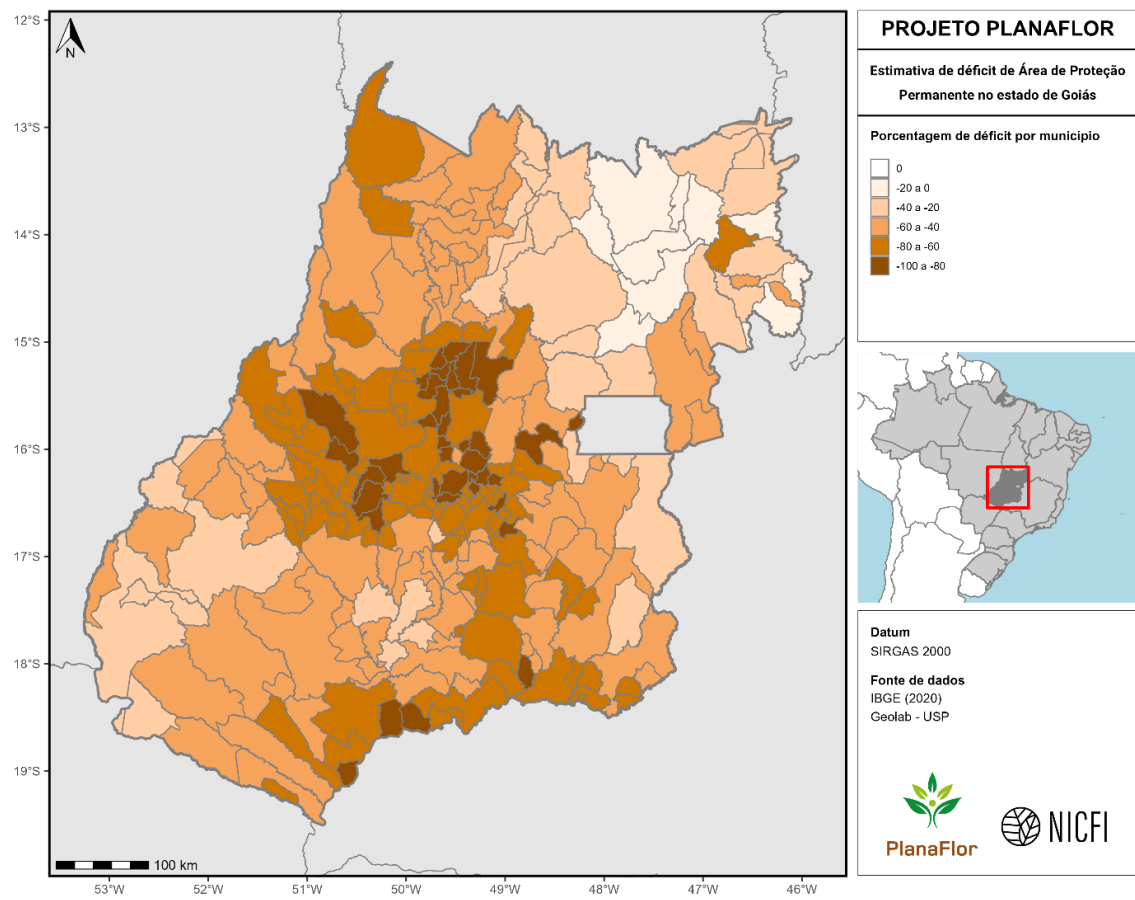 PROJETO PLANAFLOR
Estimativa de déficit de Área de Proteção
Permanente no estado de Goiás
Porcentagem de déficit por município
0
-20 a 0
-40 a -20
-60 a -40
-80 a -60
-100 a -80
Datum
SIRGAS 2000
Fonte de dados
IBGE (2020)
Geolab - USP
PlanaFlor
NICFI
N
12°S
13°S
14°S
15°S
16°S
17°S
18°S
19°S
100 km
53°W
52°W
51°W
50°W
49°W
48°W
47°W
46°W